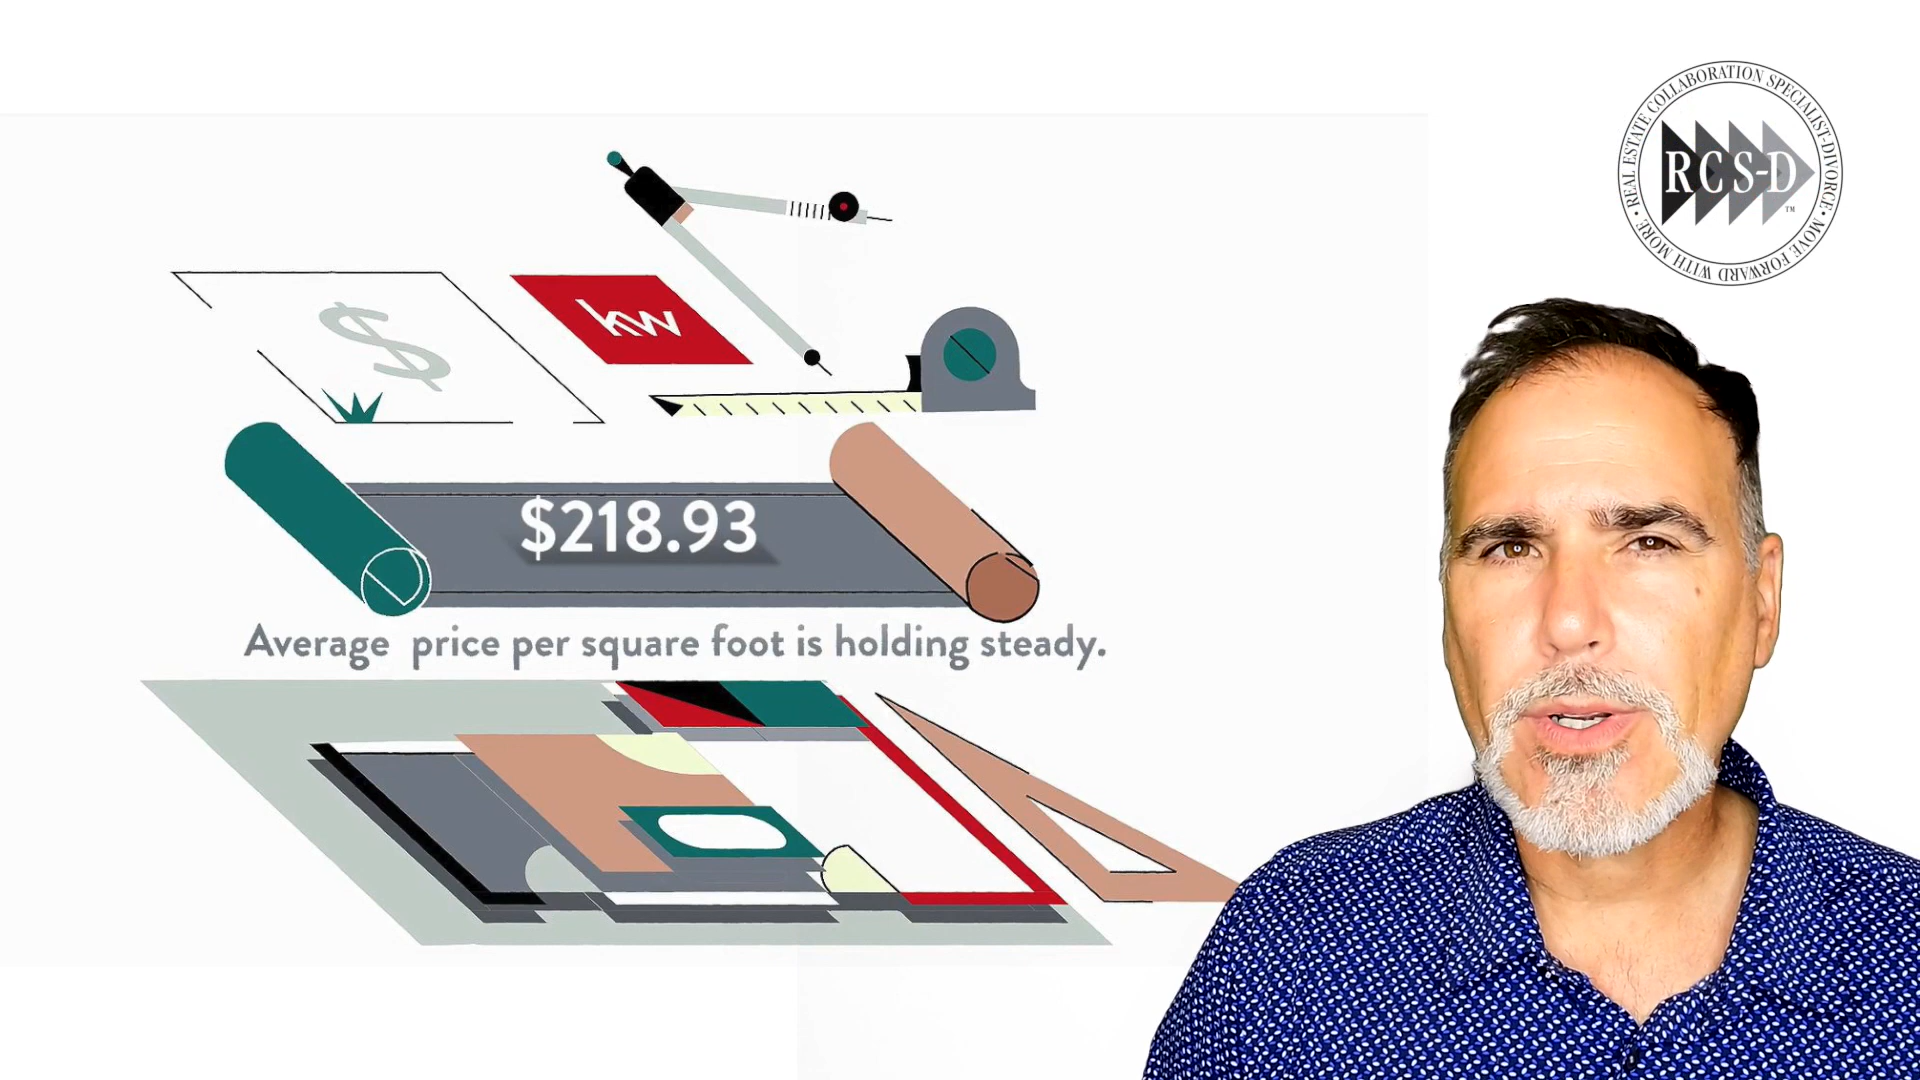 REAL ESTATE COLLABORATION SPECIALIST-DIVORCE • MOVE FORWARD WITH MORE •
RCS-D
TM
$
kw
$218.93
Average price per square foot is holding steady.